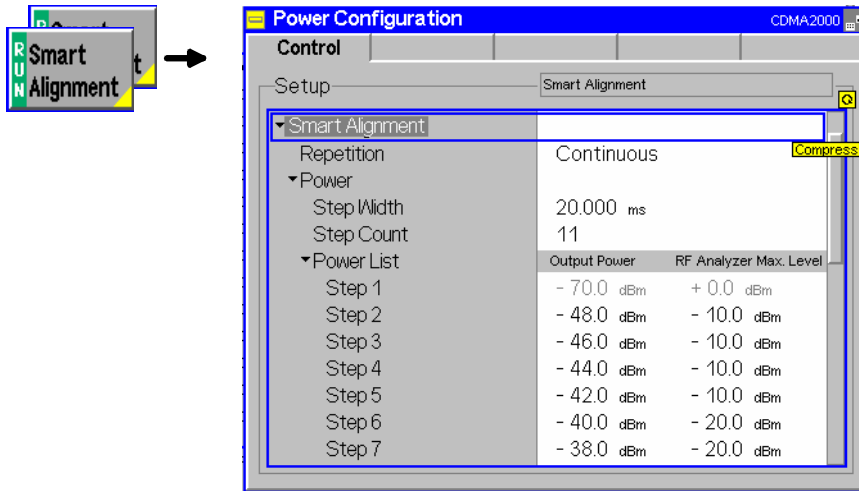 RUN
Smart
Alignment
Power Configuration CDMA2000
Control
Setup Smart Alignment
Smart Alignment
Compress
Repetition Continuous
Power
Step Width 20.000 ms
Step Count 11
Power List Output Power RF Analyzer Max. Level
Step 1 - 70.0 dBm + 0.0 dBm
Step 2 - 48.0 dBm - 10.0 dBm
Step 3 - 46.0 dBm - 10.0 dBm
Step 4 - 44.0 dBm - 10.0 dBm
Step 5 - 42.0 dBm - 10.0 dBm
Step 6 - 40.0 dBm - 20.0 dBm
Step 7 - 38.0 dBm - 20.0 dBm